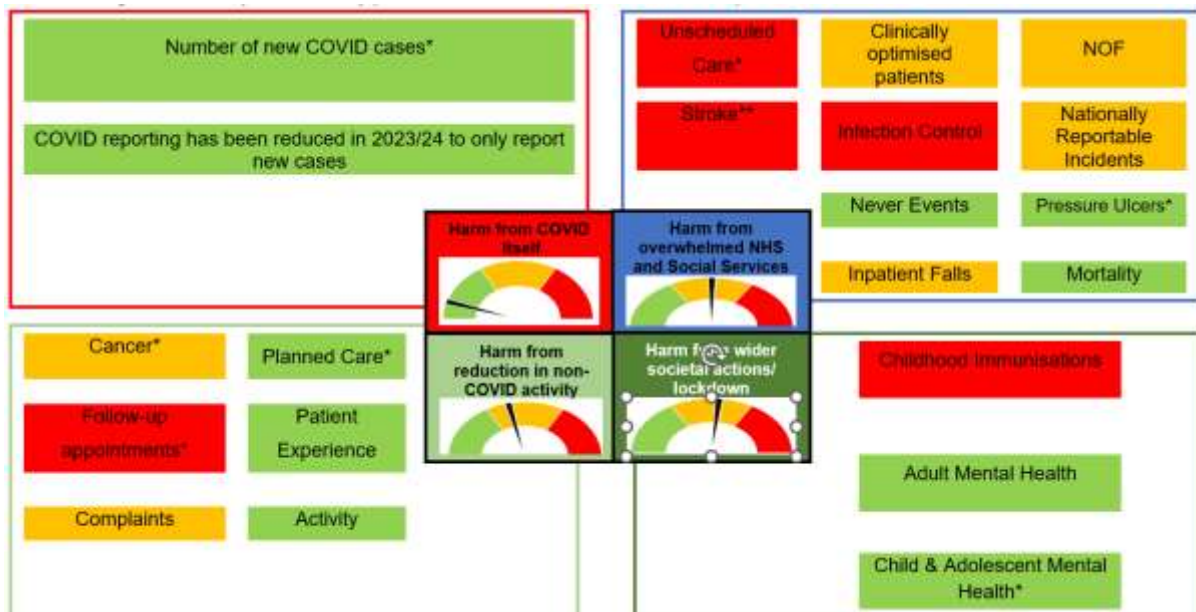 Number of new COVID cases*
COVID reporting has been reduced in 2023/24 to only report
new cases
Unscheduled
Care*
Clinically
optimised
patients
NOF
Stroke**
Infection Control
Nationally
Reportable
Incidents
Never Events
Pressure Ulcers*
Inpatient Falls
Mortality
Harm from COVID
itself
Harm from
overwhelmed NHS
and Social Services
Harm from
reduction in non-
COVID activity
Harm wider
societal actions/
lockdown
Cancer*
Planned Care*
Follow-up
appointments*
Patient
Experience
Complaints
Activity
Childhood Immunisations
Adult Mental Health
Child & Adolescent Mental
Health*